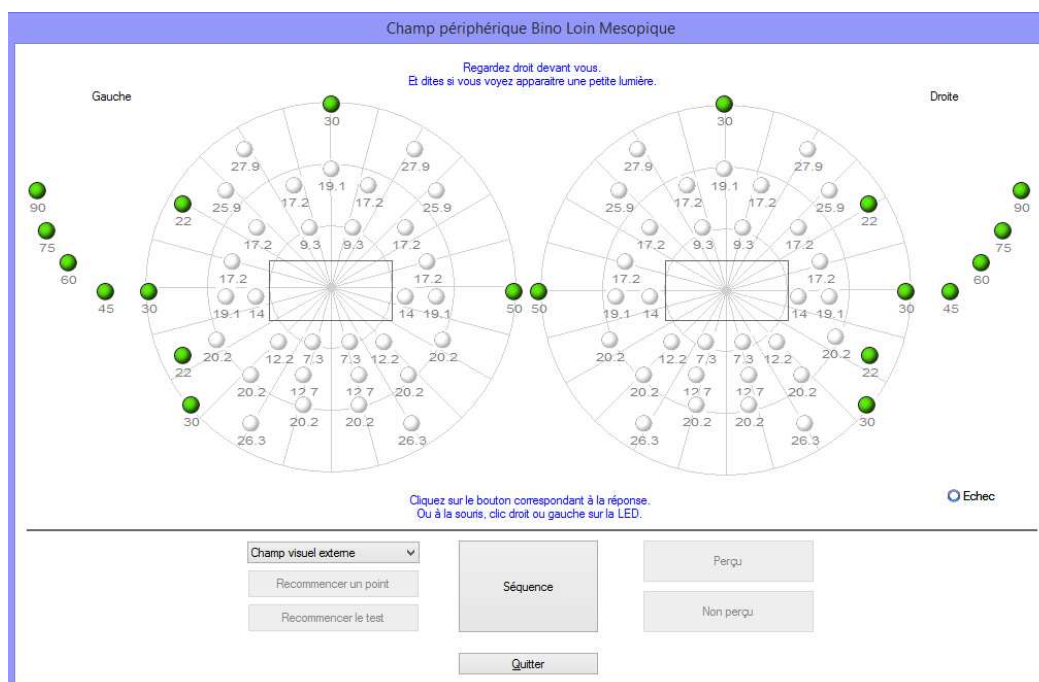 Champ périphérique Bino Loin Mesopique
Regardez droit devant vous.
Et dites si vous voyez apparaitre une petite lumière.
Gauche
Droite
30
30
27.9 27.9
27.9 27.9
19.1
19.1
90
25.9 17.2 17.2 25.9
25.9 17.2 17.2 25.9
90
22
22
75
17.2 9.3 9.3 17.2
17.2 9.3 9.3 17.2
75
60
17.2 17.2
17.2 17.2
60
45
30
19.1 14 14 19.1
50
50
19.1 14 14 19.1
30
45
20.2 12.2 7.3 7.3 12.2 20.2
20.2 12.2 7.3 7.3 12.2 20.2
22
22
20.2 12.7 12.7 20.2
20.2 12.7 12.7 20.2
30
20.2 20.2
20.2 20.2
30
26.3 26.3
26.3 26.3
Echec
Cliquez sur le bouton correspondant à la réponse.
Ou à la souris, clic droit ou gauche sur la LED.
Champ visuel externe
Recommencer un point
Recommencer le test
Séquence
Perçu
Non perçu
Quitter